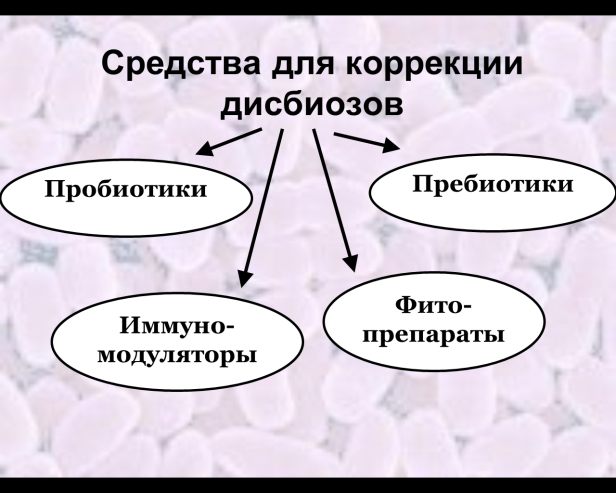 Средства для коррекции
дисбиозов
Пробиотики
Пребиотики
Иммуно-
модуляторы
Фито-
препараты